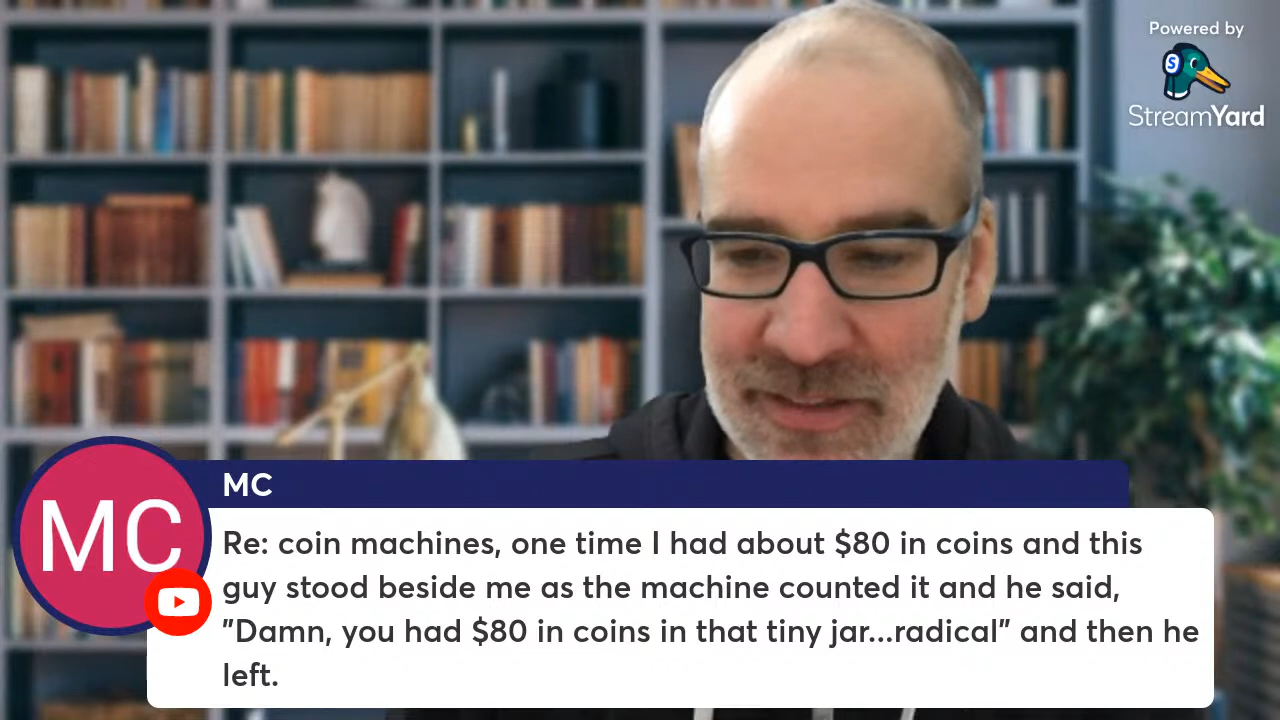 Powered by
S
StreamYard
MC
MC
Re: coin machines, one time I had about $80 in coins and this
guy stood beside me as the machine counted it and he said,
"Damn, you had $80 in coins in that tiny jar...radical" and then he
left.